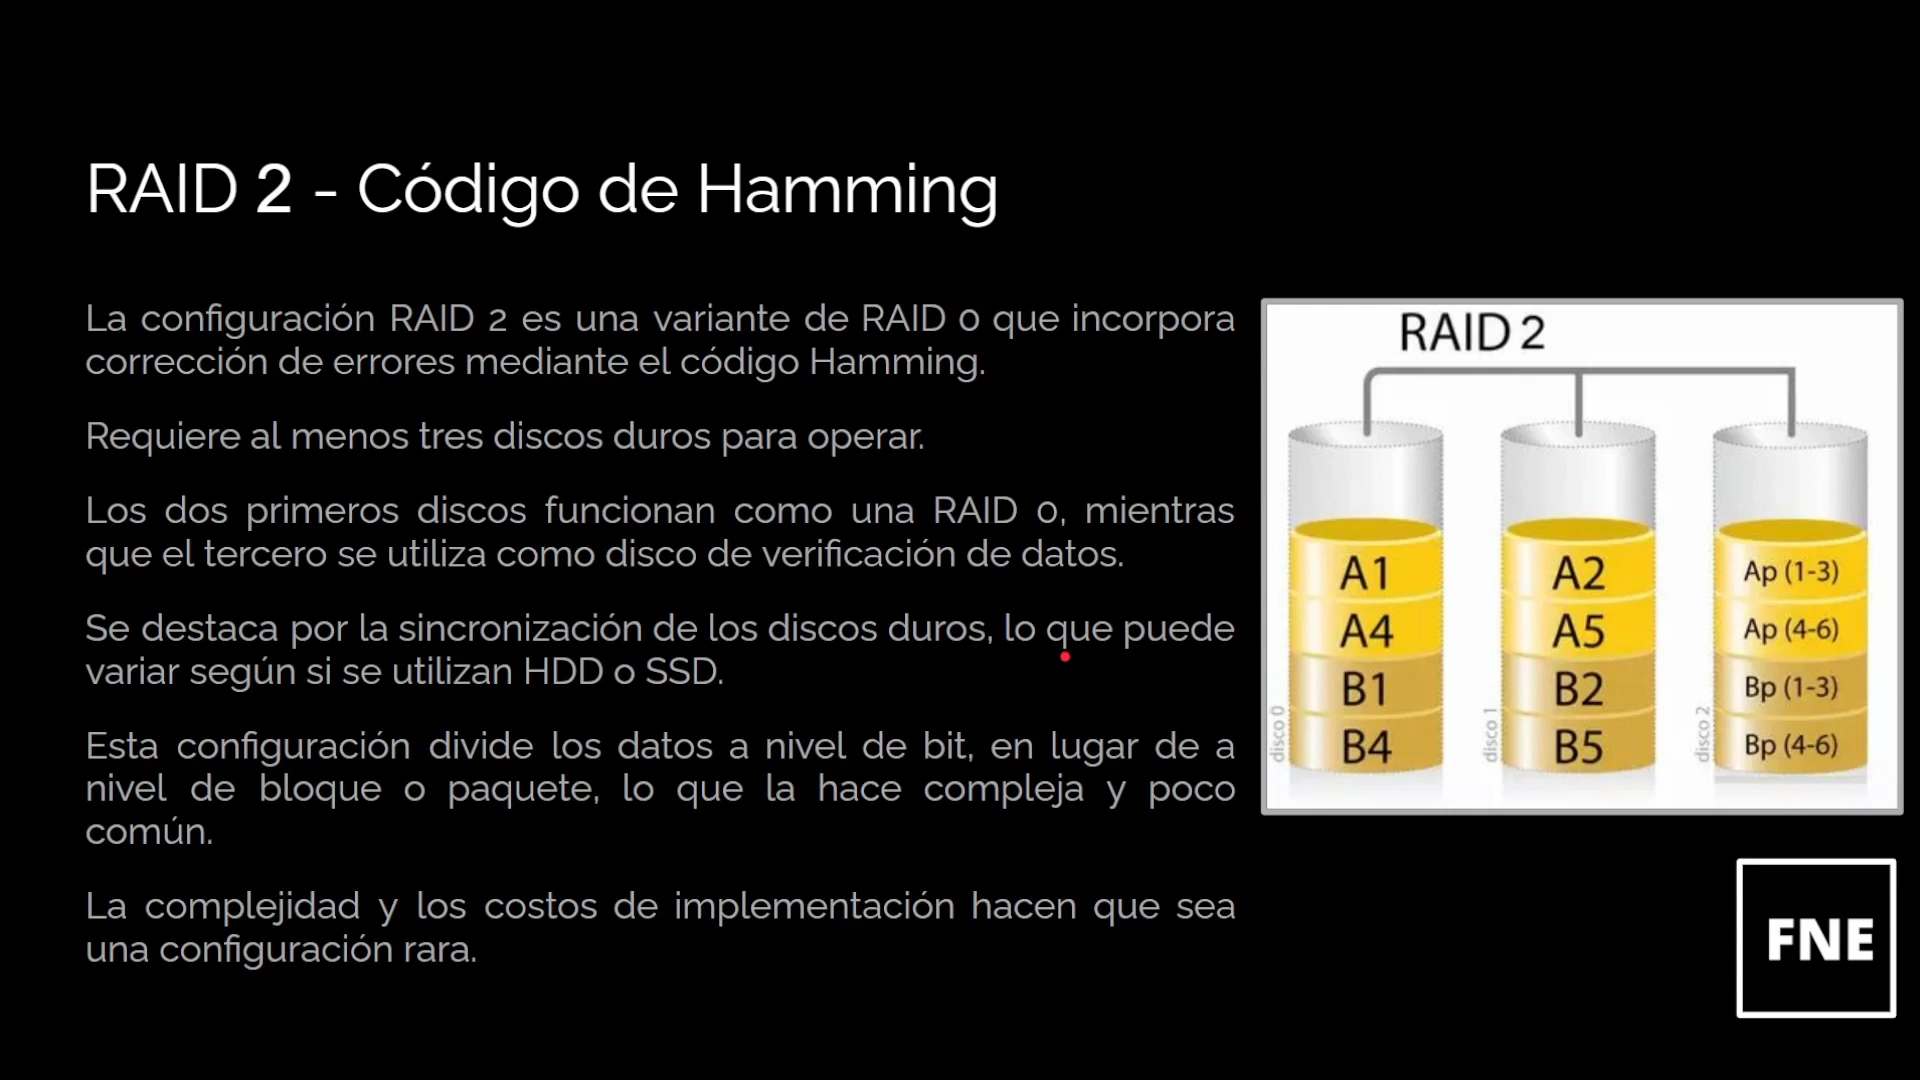 RAID 2 - Código de Hamming
La configuración RAID 2 es una variante de RAID 0 que incorpora
corrección de errores mediante el código Hamming.
Requiere al menos tres discos duros para operar.
Los dos primeros discos funcionan como una RAID 0, mientras
que el tercero se utiliza como disco de verificación de datos.
Se destaca por la sincronización de los discos duros, lo que puede
variar según si se utilizan HDD o SSD.
Esta configuración divide los datos a nivel de bit, en lugar de a
nivel de bloque o paquete, lo que la hace compleja y poco
común.
La complejidad y los costos de implementación hacen que sea
una configuración rara.
RAID 2
A1
A4
B1
B4
disco 0
A2
A5
B2
B5
disco 1
Ap (1-3)
Ap (4-6)
Bp (1-3)
Bp (4-6)
disco 2
FNE